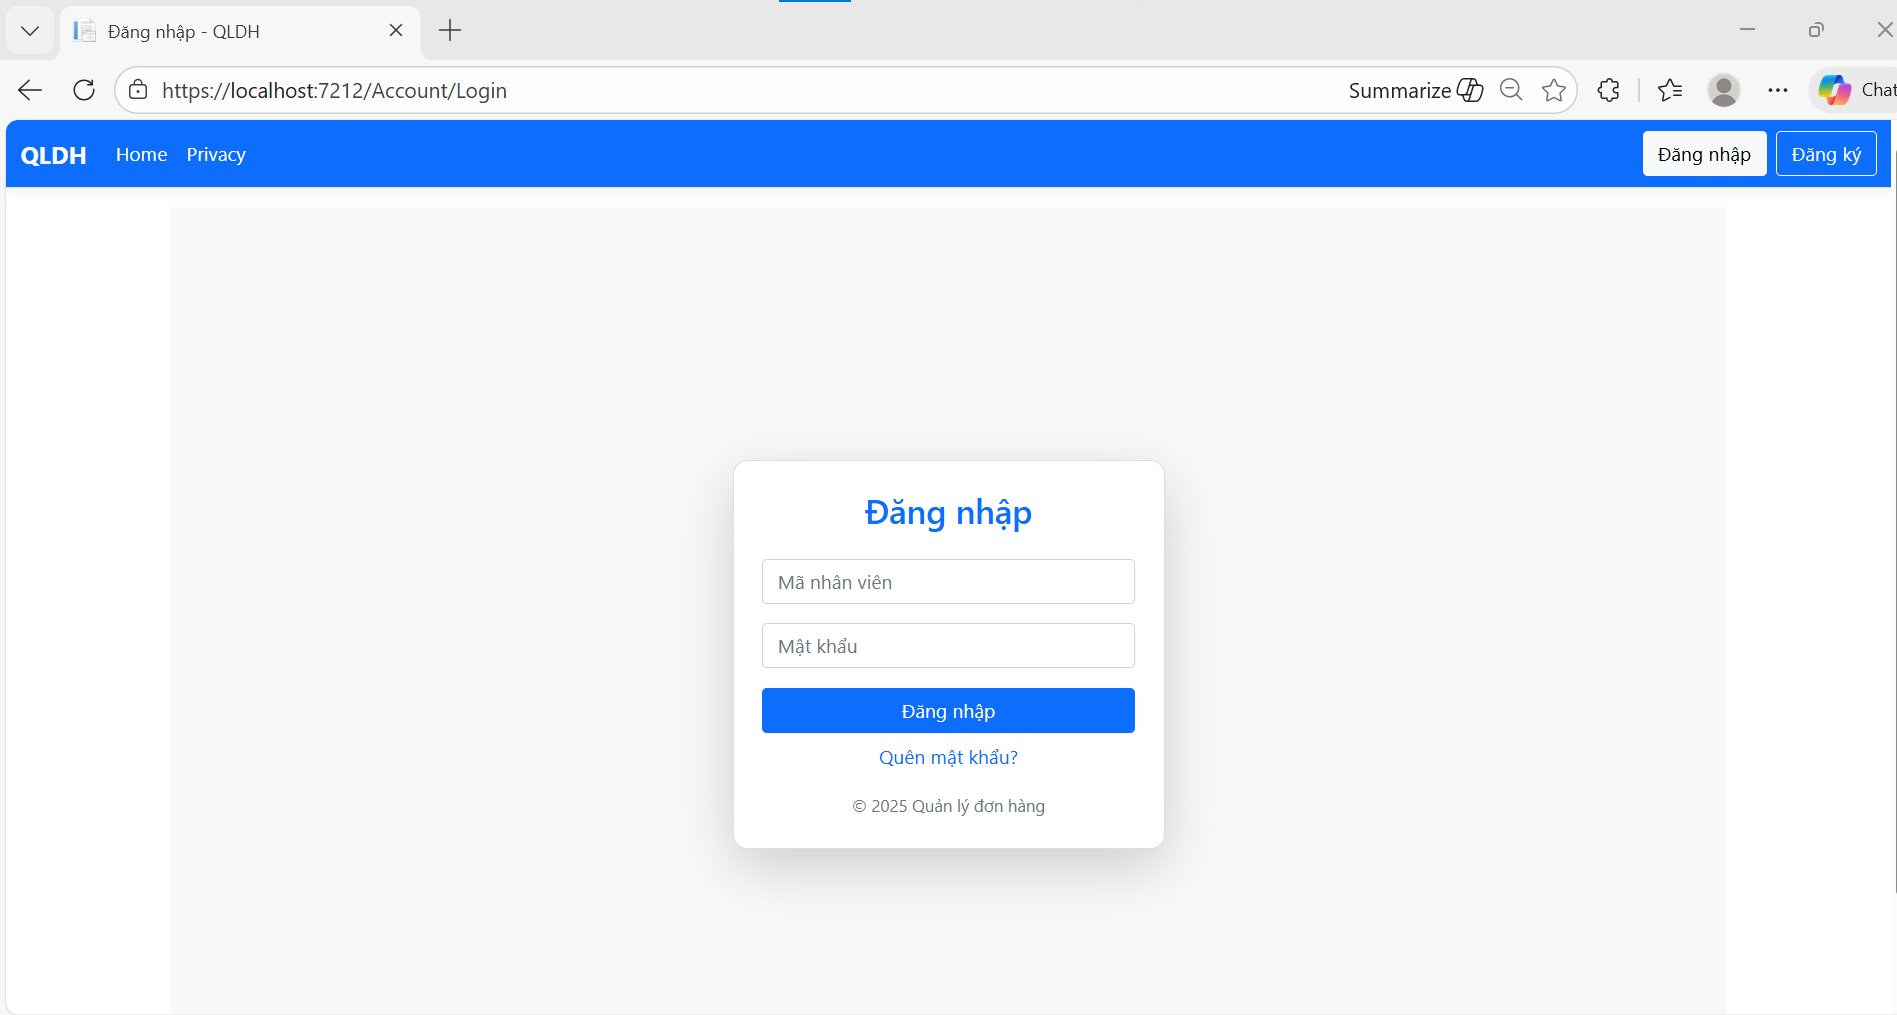 Đăng nhập - QLDH
https://localhost:7212/Account/Login
Summarize
Chat
QLDH
Home
Privacy
Đăng nhập
Đăng ký
Đăng nhập
Mã nhân viên
Mật khẩu
Đăng nhập
Quên mật khẩu?
© 2025 Quản lý đơn hàng